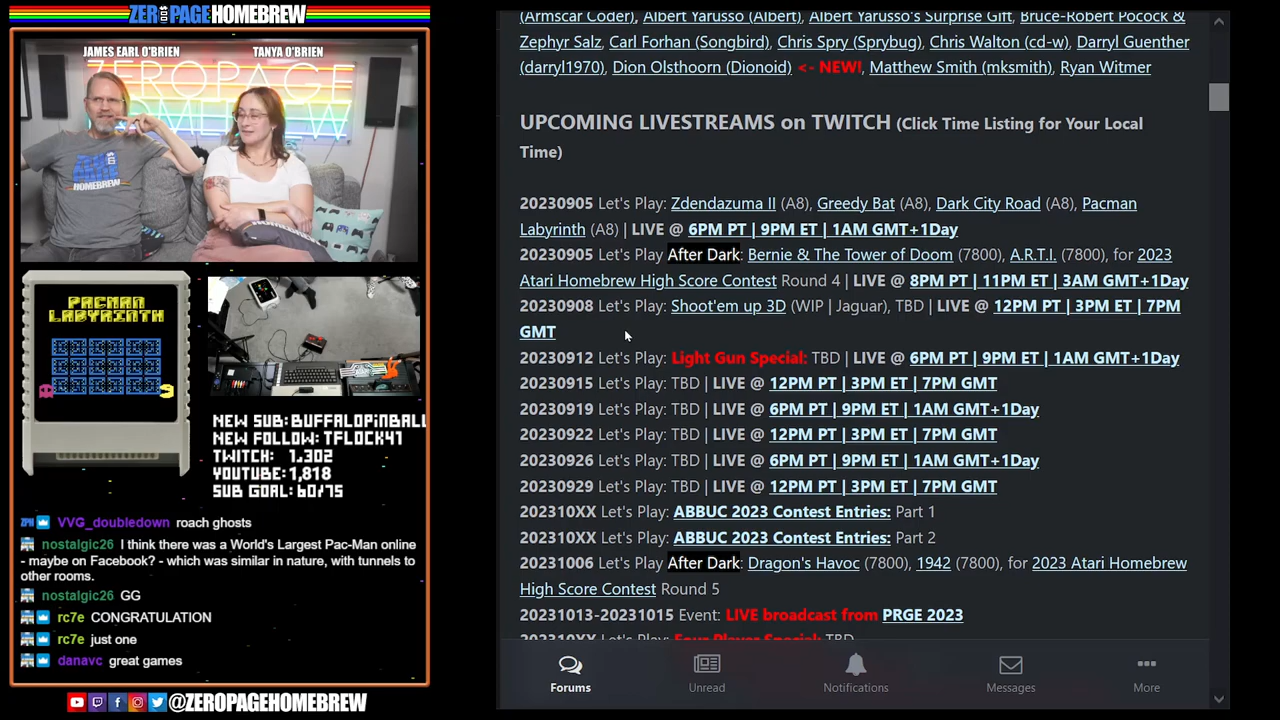 ZEROPAGEHOMEBREW
JAMES EARL O'BRIEN
TANYA O'BRIEN
ZEROPAGE
HOMEBREW
PACMAN
LABYRINTH
NEW SUB: BUFFALOPINBALL
NEW FOLLOW: TFLOCK41
TWITCH: 1,302
YOUTUBE: 1,818
SUB GOAL: 60/75
VVG_doubledown roach ghosts
nostalgic26 I think there was a World's Largest Pac-Man online
- maybe on Facebook? - which was similar in nature, with tunnels to
other rooms.
nostalgic26 GG
rc7e CONGRATULATION
rc7e just one
danavc great games
@ZEROPAGEHOMEBREW
(Armscar Coder), Albert Yarusso (Albert), Albert Yarusso's Surprise Gift, Bruce-Robert Pocock &
Zephyr Salz, Carl Forhan (Songbird), Chris Spry (Sprybug), Chris Walton (cd-w), Darryl Guenther
(darryl1970), Dion Olsthoorn (Dionoid) <- NEW!, Matthew Smith (mksmith), Ryan Witmer
UPCOMING LIVESTREAMS on TWITCH (Click Time Listing for Your Local
Time)
20230905 Let's Play: Zdendazuma II (A8), Greedy Bat (A8), Dark City Road (A8), Pacman
Labyrinth (A8) | LIVE @ 6PM PT | 9PM ET | 1AM GMT+1Day
20230905 Let's Play After Dark: Bernie & The Tower of Doom (7800), A.R.T.I. (7800), for 2023
Atari Homebrew High Score Contest Round 4 | LIVE @ 8PM PT | 11PM ET | 3AM GMT+1Day
20230908 Let's Play: Shoot'em up 3D (WIP | Jaguar), TBD | LIVE @ 12PM PT | 3PM ET | 7PM
GMT
20230912 Let's Play: Light Gun Special: TBD | LIVE @ 6PM PT | 9PM ET | 1AM GMT+1Day
20230915 Let's Play: TBD | LIVE @ 12PM PT | 3PM ET | 7PM GMT
20230919 Let's Play: TBD | LIVE @ 6PM PT | 9PM ET | 1AM GMT+1Day
20230922 Let's Play: TBD | LIVE @ 12PM PT | 3PM ET | 7PM GMT
20230926 Let's Play: TBD | LIVE @ 6PM PT | 9PM ET | 1AM GMT+1Day
20230929 Let's Play: TBD | LIVE @ 12PM PT | 3PM ET | 7PM GMT
202310XX Let's Play: ABBUC 2023 Contest Entries: Part 1
202310XX Let's Play: ABBUC 2023 Contest Entries: Part 2
20231006 Let's Play After Dark: Dragon's Havoc (7800), 1942 (7800), for 2023 Atari Homebrew
High Score Contest Round 5
20231013-20231015 Event: LIVE broadcast from PRGE 2023
202310XX Let's Play: Four Player Special: TBD
Forums
Unread
Notifications
Messages
More